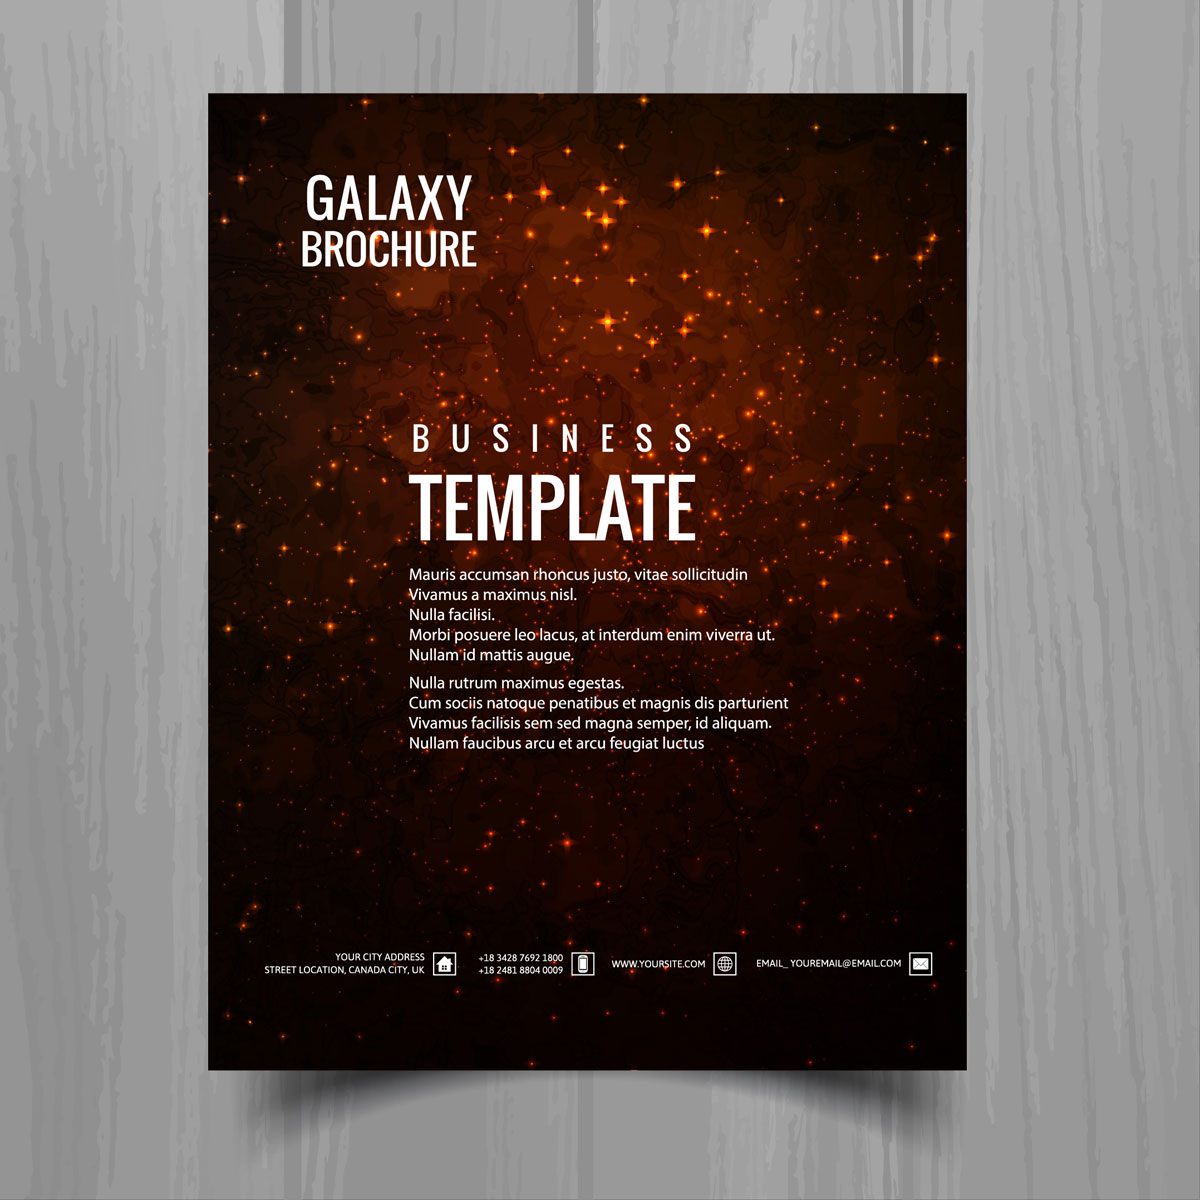 GALAXY
BROCHURE
BUSINESS
TEMPLATE
Mauris accumsan rhoncus justo, vitae sollicitudin
Vivamus a maximus nisl.
Nulla facilisi.
Morbi posuere leo lacus, at interdum enim viverra ut.
Nullam id mattis augue.
Nulla rutrum maximus egestas.
Cum sociis natoque penatibus et magnis dis parturient
Vivamus facilisis sem sed magna semper, id aliquam.
Nullam faucibus arcu et arcu feugiat luctus
YOUR CITY ADDRESS
STREET LOCATION, CANADA CITY, UK
+18 3428 7692 1800
+18 2481 8804 0009
WWW.YOURSITE.COM
EMAIL_ YOUREMAIL@EMAIL.COM